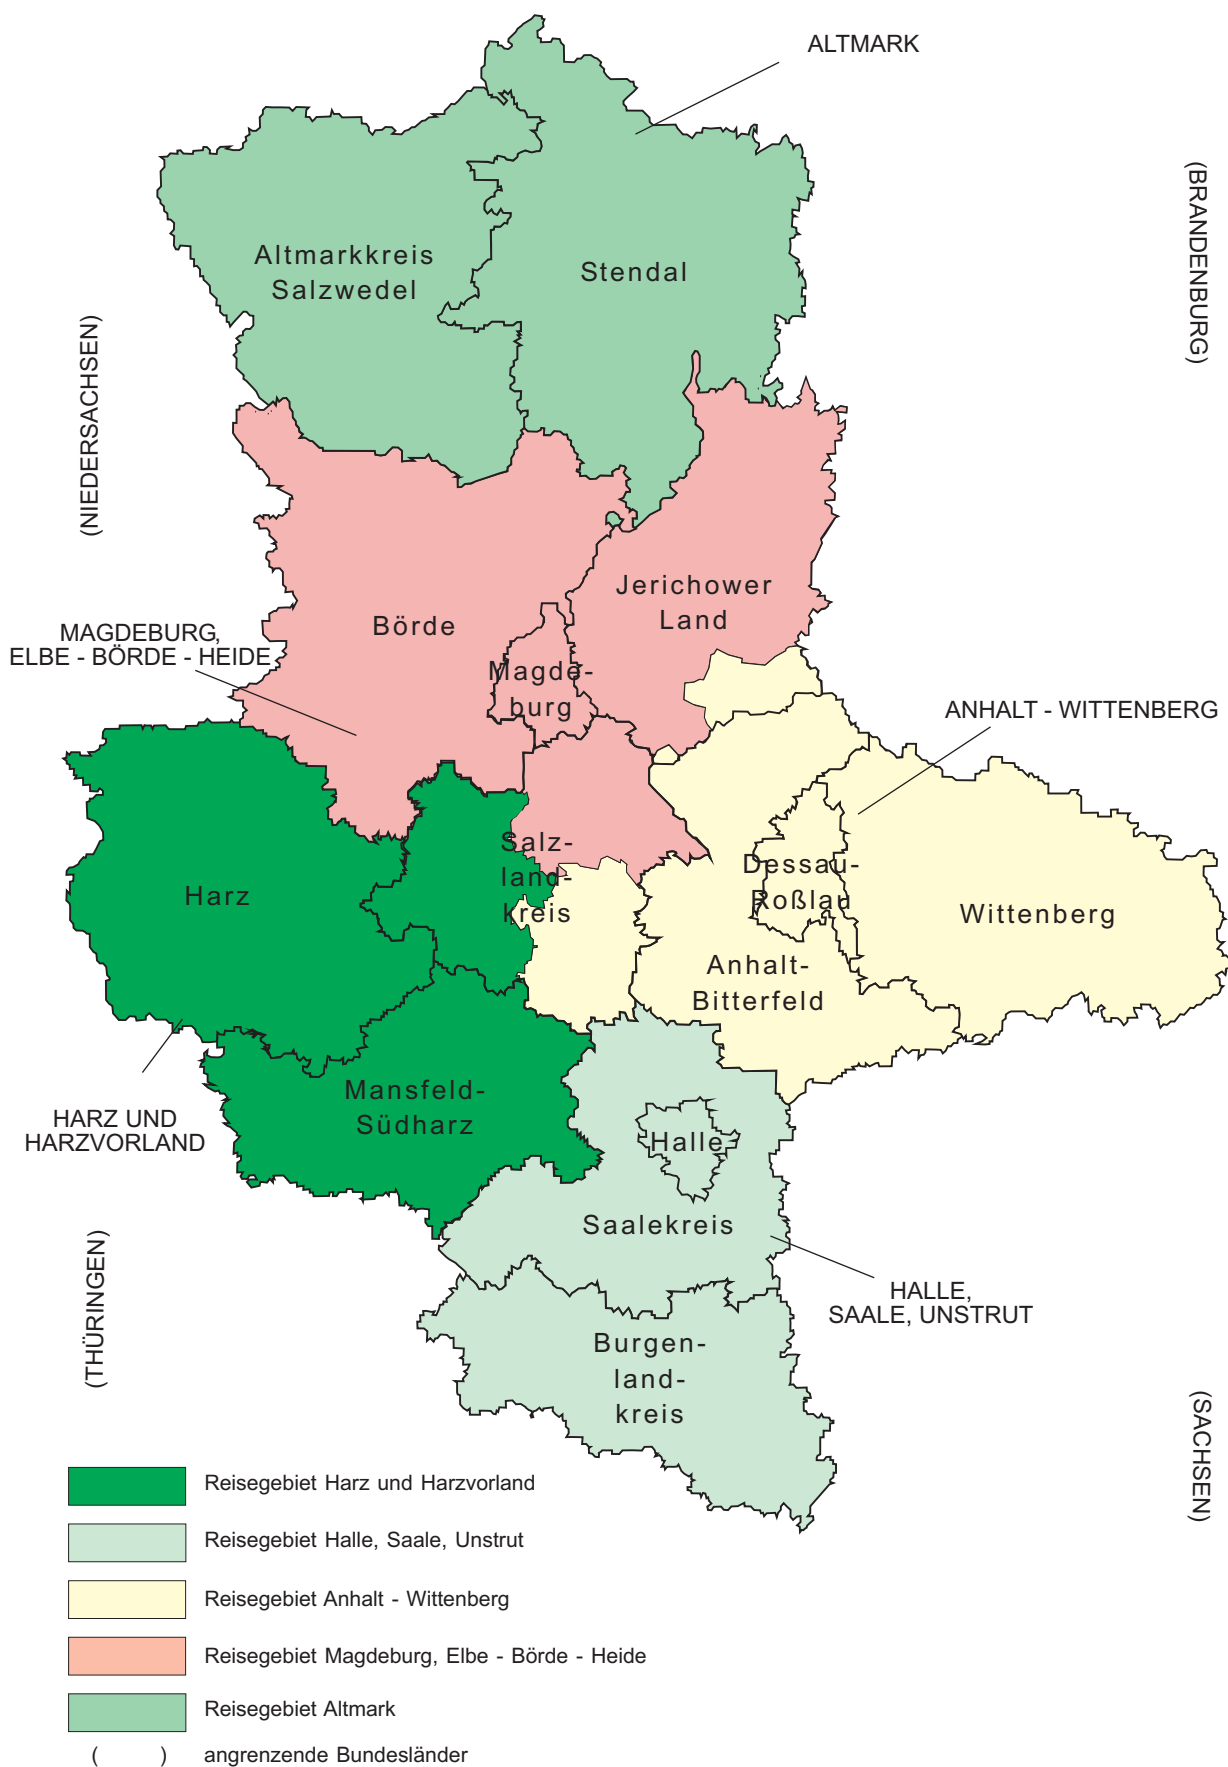 ALTMARK
(BRANDENBURG)
Altmarkkreis
Salzwedel
Stendal
(NIEDERSACHSEN)
Jerichower
Land
Börde
MAGDEBURG,
ELBE - BÖRDE - HEIDE
Magde-
burg
ANHALT - WITTENBERG
Salz-
land-
kreis
Harz
Dessau-
Roßlau
Wittenberg
Anhalt-
Bitterfeld
Mansfeld-
Südharz
HARZ UND
HARZVORLAND
Halle
Saalekreis
(THÜRINGEN)
HALLE,
SAALE, UNSTRUT
Burgen-
land-
kreis
(SACHSEN)
Reisegebiet Harz und Harzvorland
Reisegebiet Halle, Saale, Unstrut
Reisegebiet Anhalt - Wittenberg
Reisegebiet Magdeburg, Elbe - Börde - Heide
Reisegebiet Altmark
( ) angrenzende Bundesländer